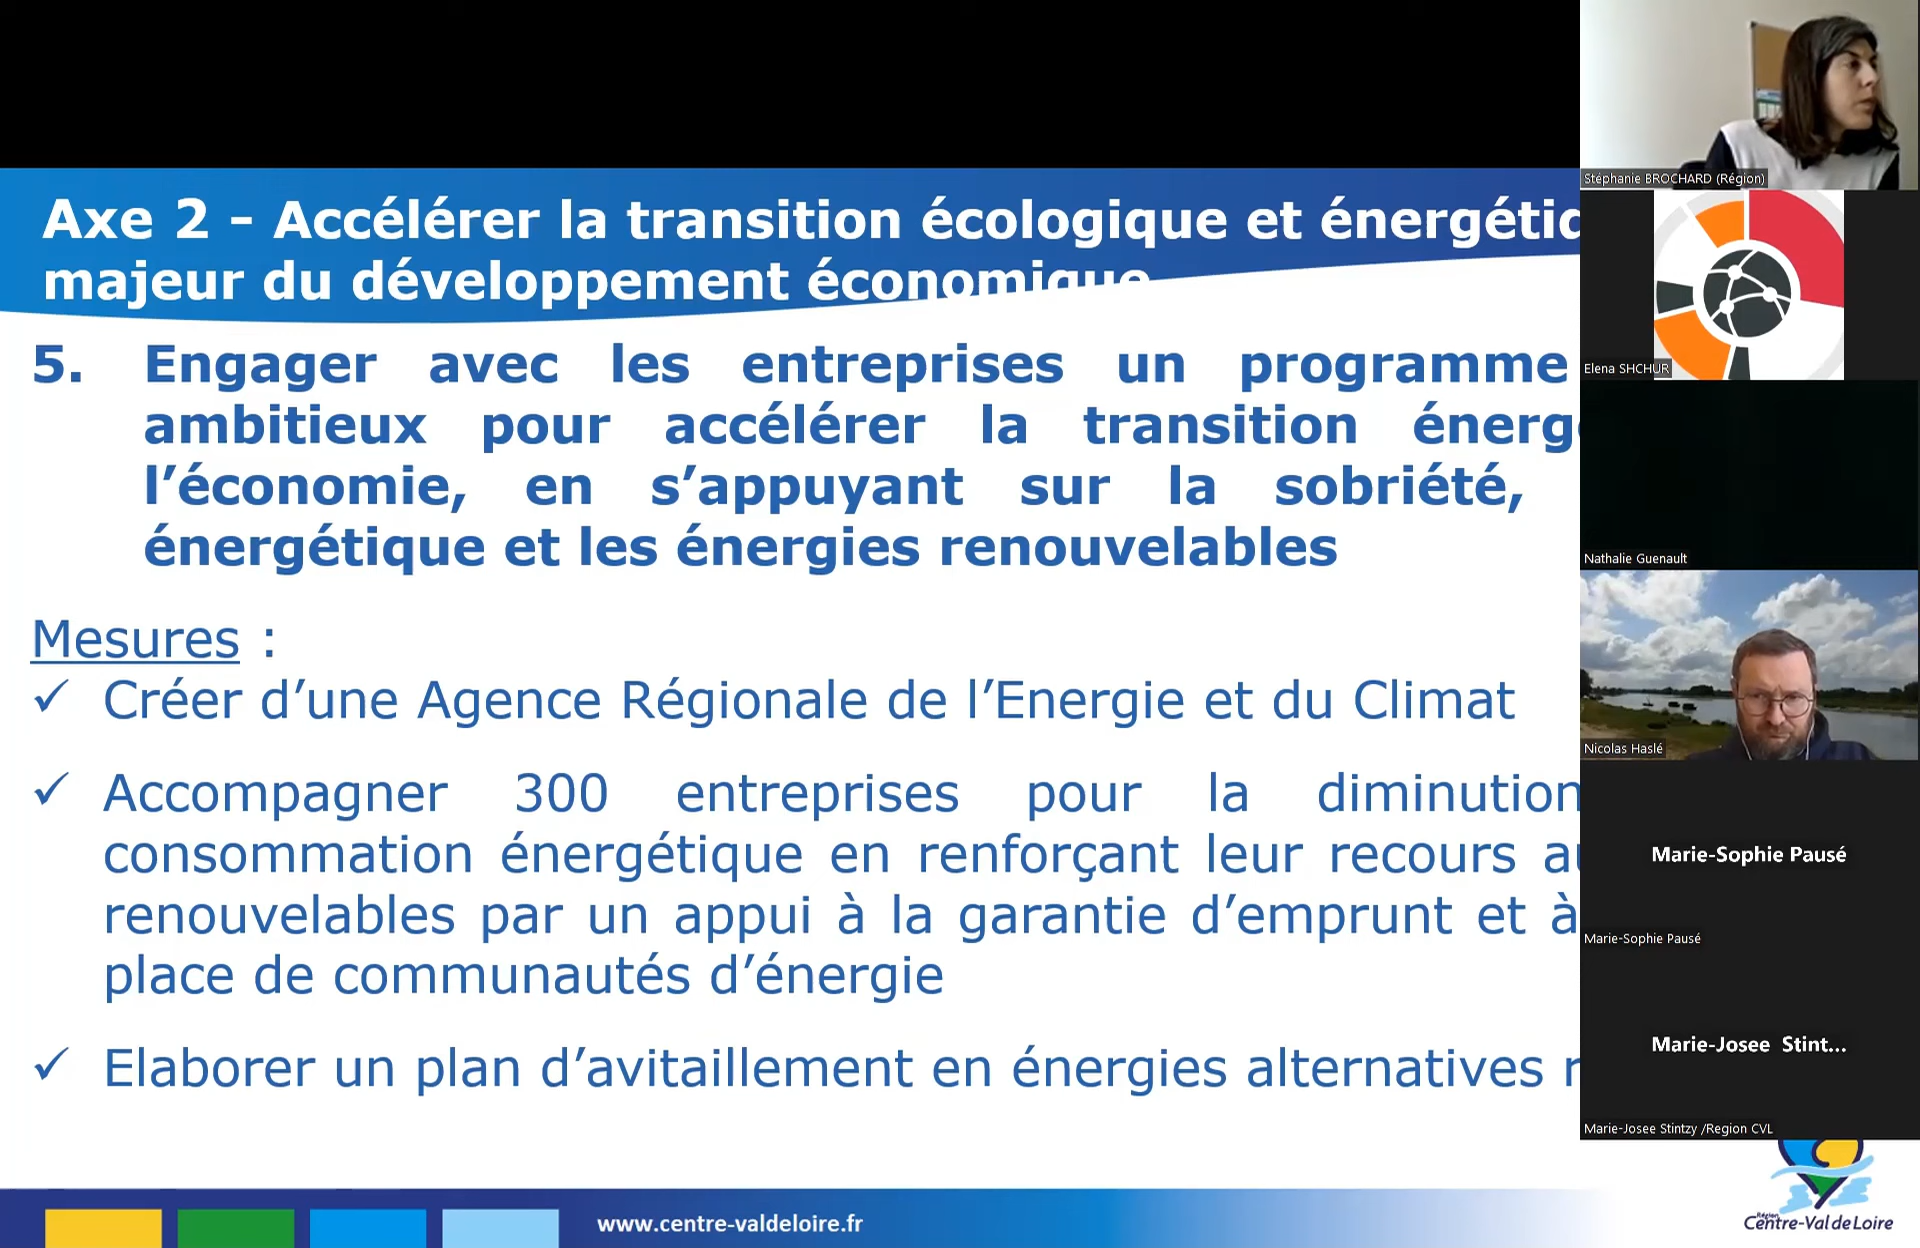 Axe 2 - Accélérer la transition écologique et
majeur du développement économique
5. Engager avec les entreprises un programme
ambitieux pour accélérer la transition
l’économie, en s’appuyant sur la sobriété,
énergétique et les énergies renouvelables
Mesures :
✓ Créer d’une Agence Régionale de l’Energie et du Climat
✓ Accompagner 300 entreprises pour la diminution
consommation énergétique en renforçant leur recours
renouvelables par un appui à la garantie d’emprunt et à
place de communautés d’énergie
✓ Elaborer un plan d’avitaillement en énergies alternatives
www.centre-valdeloire.fr
Stéphanie BROCHARD (Région)
Elena SHCHUR
Nathalie Guenault
Nicolas Haslé
Marie-Sophie Pausé
Marie-Sophie Pausé
Marie-Josee Stint...
Marie-Josee Stintzy /Region CVL
Région
Centre-Val de Loire